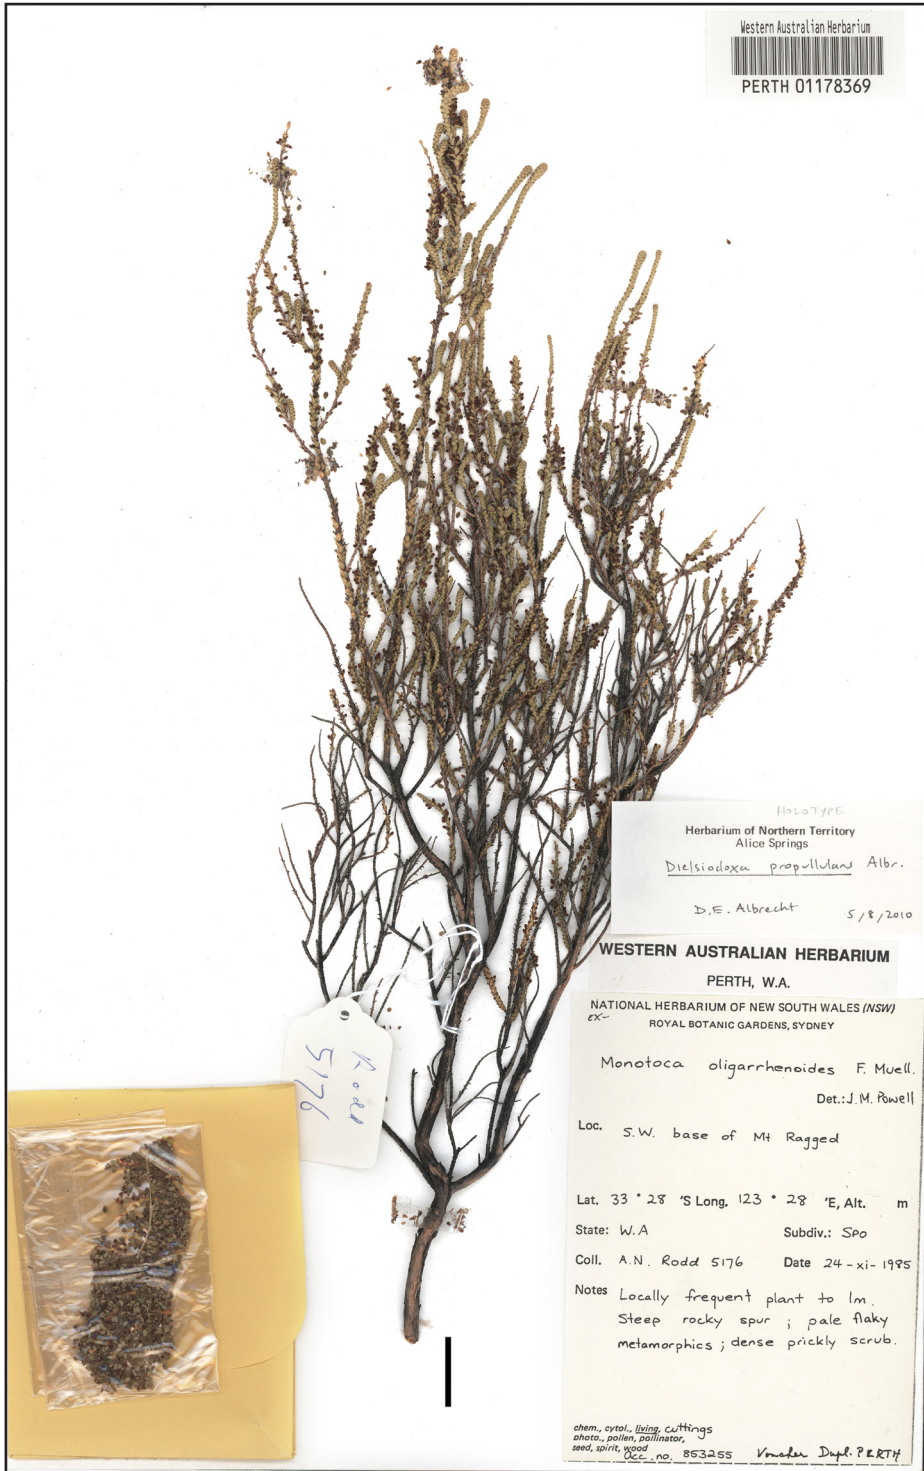 Western Australian Herbarium
PERTH 01178369
HOLOTYPE
Herbarium of Northern Territory
Alice Springs
Dielsiodoxa propullulans Albr.
D.E. Albrecht 5/8/2010
WESTERN AUSTRALIAN HERBARIUM
PERTH, W.A.
NATIONAL HERBARIUM OF NEW SOUTH WALES (NSW)
ex-
ROYAL BOTANIC GARDENS, SYDNEY
Monotoca oligarrhenoides F. Muell.
Det.: J.M. Powell
Loc. S.W. base of Mt Ragged
Lat. 33 ° 28 'S Long. 123 ° 28 'E, Alt. m
State: W.A Subdiv.: SPO
Coll. A.N. Rodd 5176 Date 24-xi-1985
Notes Locally frequent plant to 1m.
Steep rocky spur ; pale flaky
metamorphics ; dense prickly scrub.
chem., cytol., living, cuttings
photo., pollen, pollinator,
seed, spirit, wood
Acc. no. 853255 Voucher Dupl. PERTH
Rodd
5176